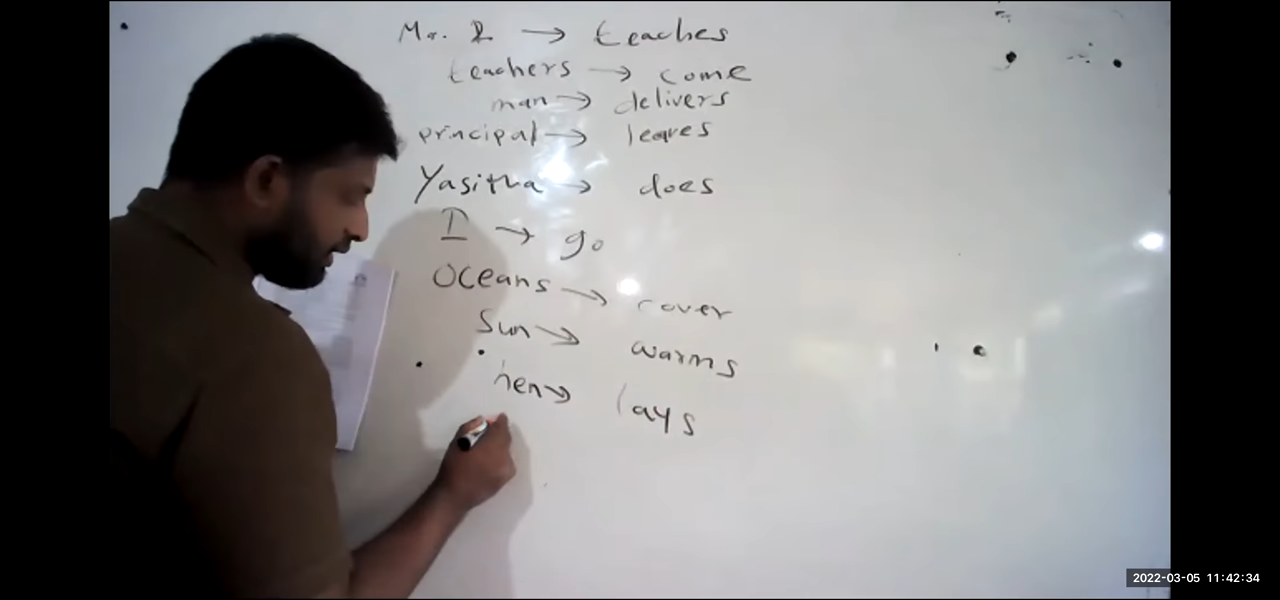 Mr. R → teaches
teachers → come
man → delivers
principal → leaves
Yasitha → does
I → go
Oceans → cover
Sun → warms
hen → lays
2022-03-05 11:42:34